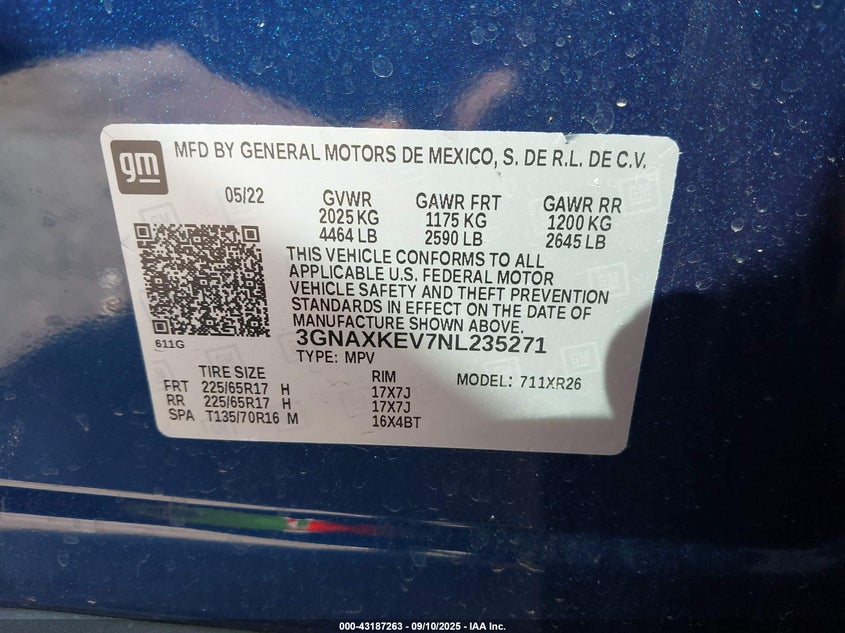 gm
MFD BY GENERAL MOTORS DE MEXICO, S. DE R.L. DE C.V.
05/22 GVWR GAWR FRT GAWR RR
2025 KG 1175 KG 1200 KG
4464 LB 2590 LB 2645 LB
THIS VEHICLE CONFORMS TO ALL
APPLICABLE U.S. FEDERAL MOTOR
VEHICLE SAFETY AND THEFT PREVENTION
STANDARDS IN EFFECT ON THE DATE OF
MANUFACTURE SHOWN ABOVE.
611G
3GNAXKEV7NL235271
TYPE: MPV
TIRE SIZE RIM MODEL: 711XR26
FRT 225/65R17 H 17X7J
RR 225/65R17 H 17X7J
SPA T135/70R16 M 16X4BT
000-43187263 - 09/10/2025 - IAA Inc.